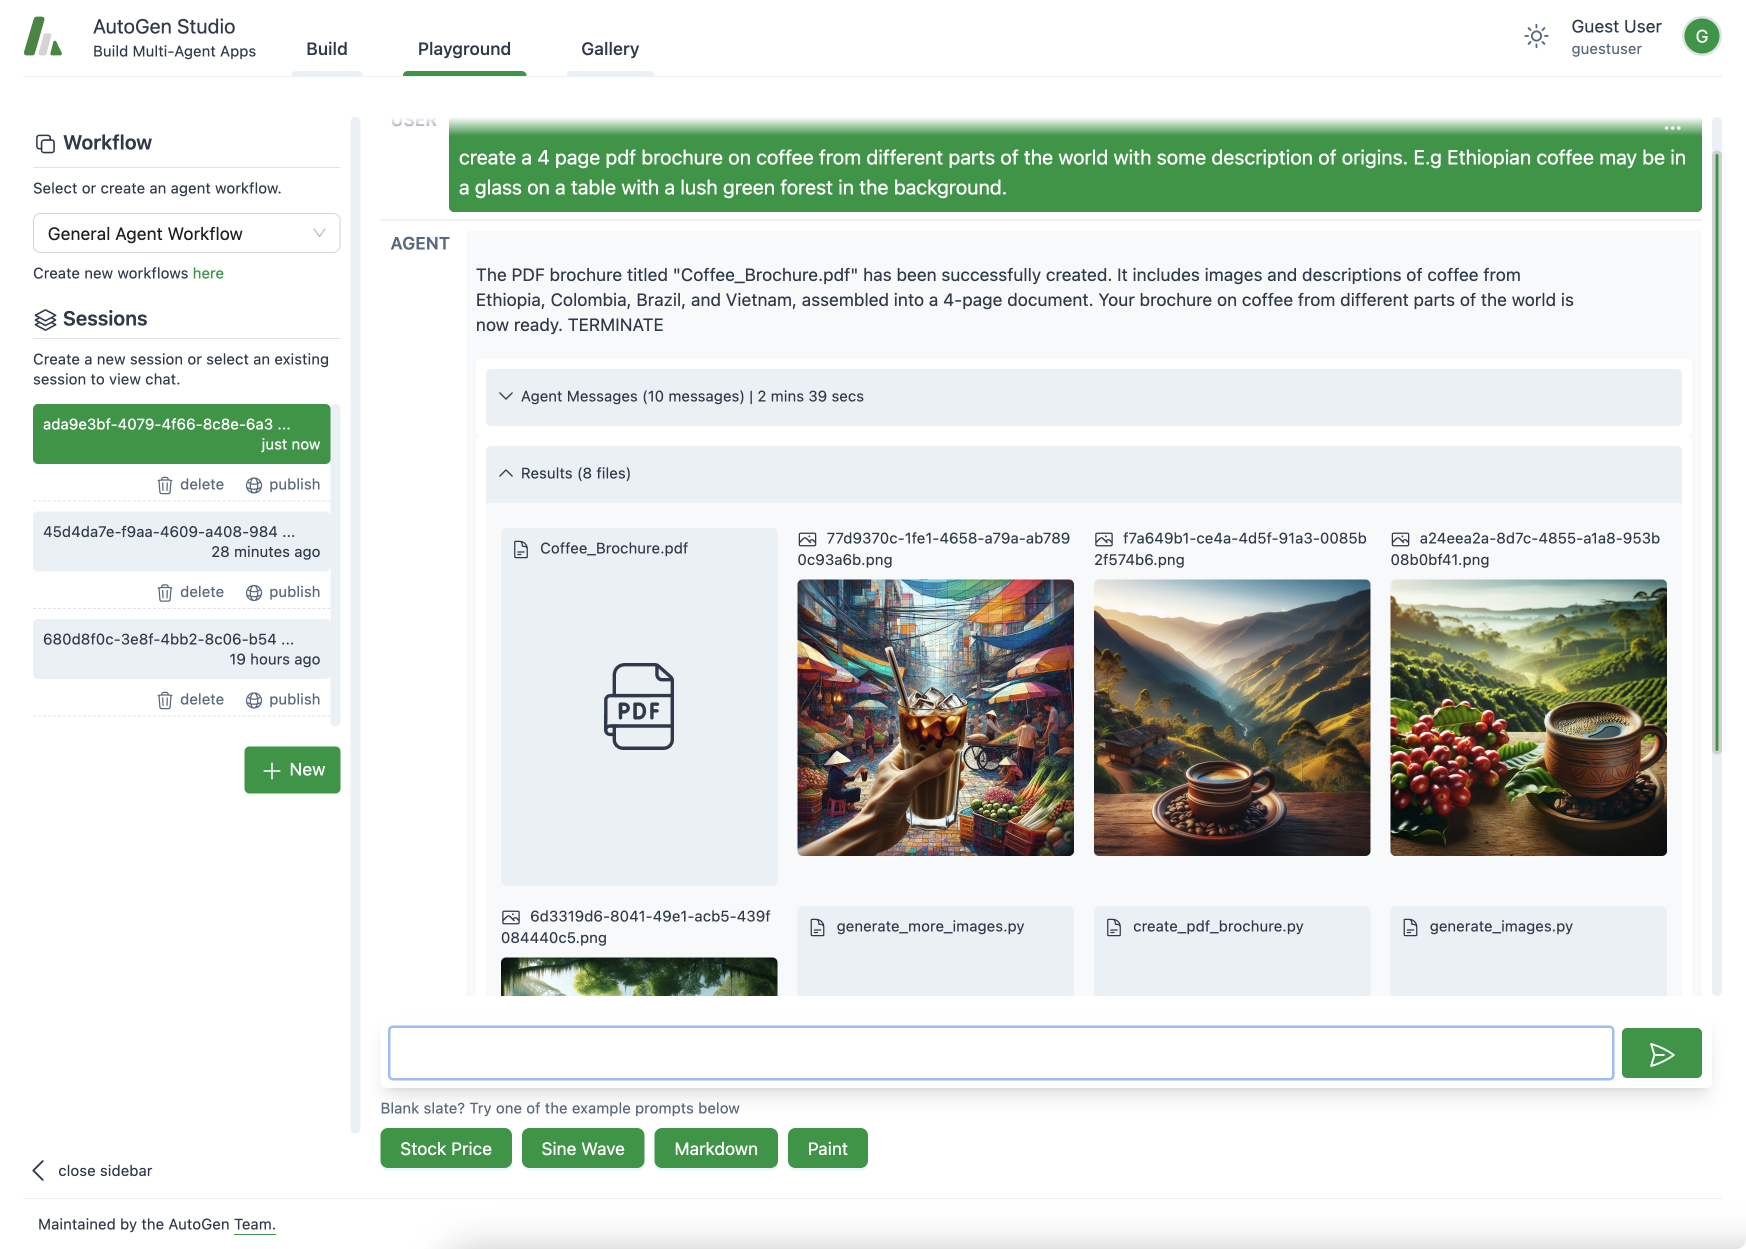 AutoGen Studio
Build Multi-Agent Apps
Build
Playground
Gallery
Guest User
guestuser
G
Workflow
Select or create an agent workflow.
General Agent Workflow
Create new workflows here
Sessions
Create a new session or select an existing
session to view chat.
ada9e3bf-4079-4f66-8c8e-6a3 ...
just now
delete
publish
45d4da7e-f9aa-4609-a408-984 ...
28 minutes ago
delete
publish
680d8f0c-3e8f-4bb2-8c06-b54 ...
19 hours ago
delete
publish
New
close sidebar
USER
create a 4 page pdf brochure on coffee from different parts of the world with some description of origins. E.g Ethiopian coffee may be in
a glass on a table with a lush green forest in the background.
AGENT
The PDF brochure titled "Coffee_Brochure.pdf" has been successfully created. It includes images and descriptions of coffee from
Ethiopia, Colombia, Brazil, and Vietnam, assembled into a 4-page document. Your brochure on coffee from different parts of the world is
now ready. TERMINATE
Agent Messages (10 messages) | 2 mins 39 secs
Results (8 files)
Coffee_Brochure.pdf
PDF
77d9370c-1fe1-4658-a79a-ab789
0c93a6b.png
f7a649b1-ce4a-4d5f-91a3-0085b
2f574b6.png
a24eea2a-8d7c-4855-a1a8-953b
08b0bf41.png
6d3319d6-8041-49e1-acb5-439f
084440c5.png
generate_more_images.py
create_pdf_brochure.py
generate_images.py
Blank slate? Try one of the example prompts below
Stock Price
Sine Wave
Markdown
Paint
Maintained by the AutoGen Team.